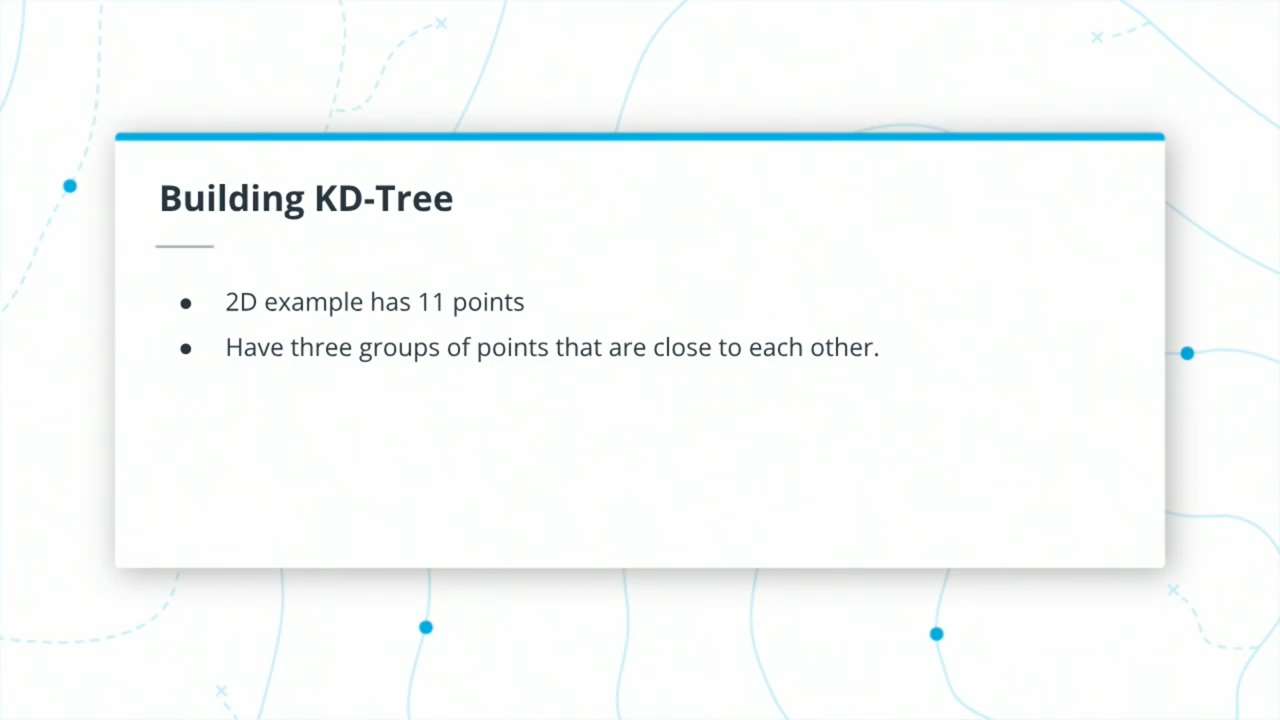 Building KD-Tree
● 2D example has 11 points
● Have three groups of points that are close to each other.